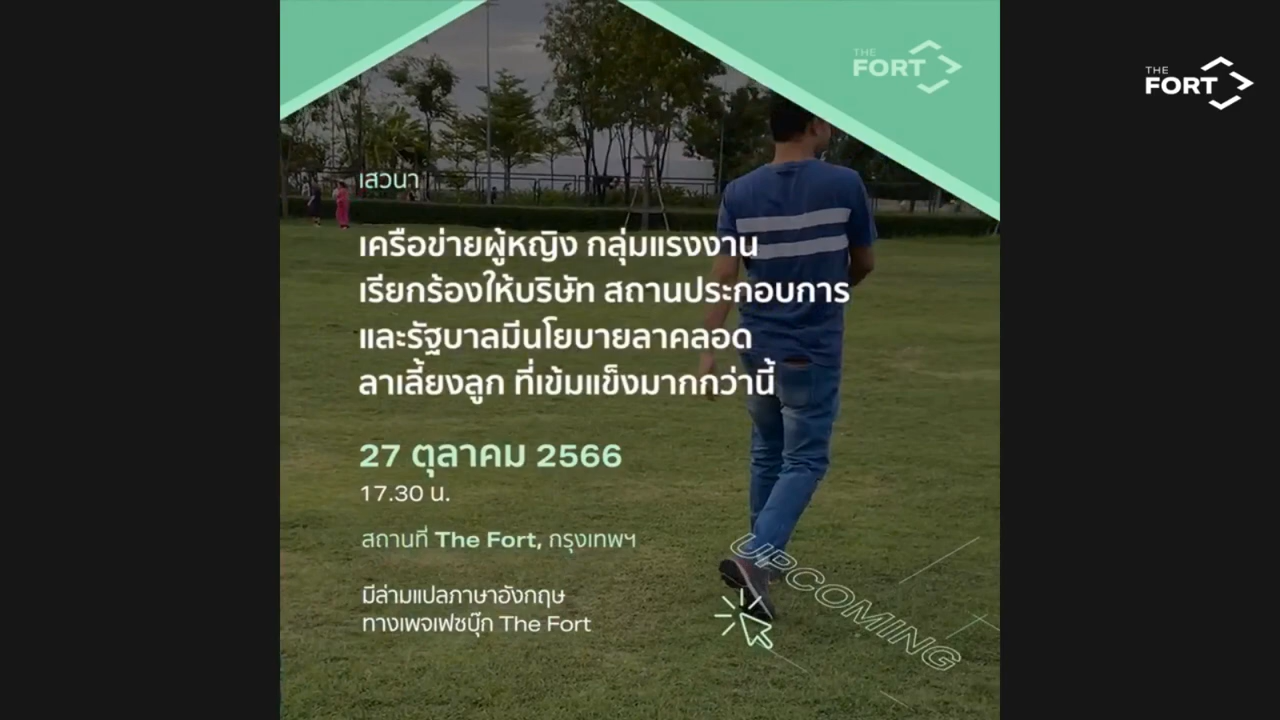 THE
FORT
THE
FORT
เสวนา
เครือข่ายผู้หญิง กลุ่มแรงงาน
เรียกร้องให้บริษัท สถานประกอบการ
และรัฐบาลมีนโยบายลาคลอด
ลาเลี้ยงลูก ที่เข้มแข็งมากกว่านี้
27 ตุลาคม 2566
17.30 น.
สถานที่ The Fort, กรุงเทพฯ
มีล่ามแปลภาษาอังกฤษ
ทางเพจเฟซบุ๊ก The Fort
UPCOMING